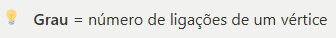 Grau = número de ligações de um vértice